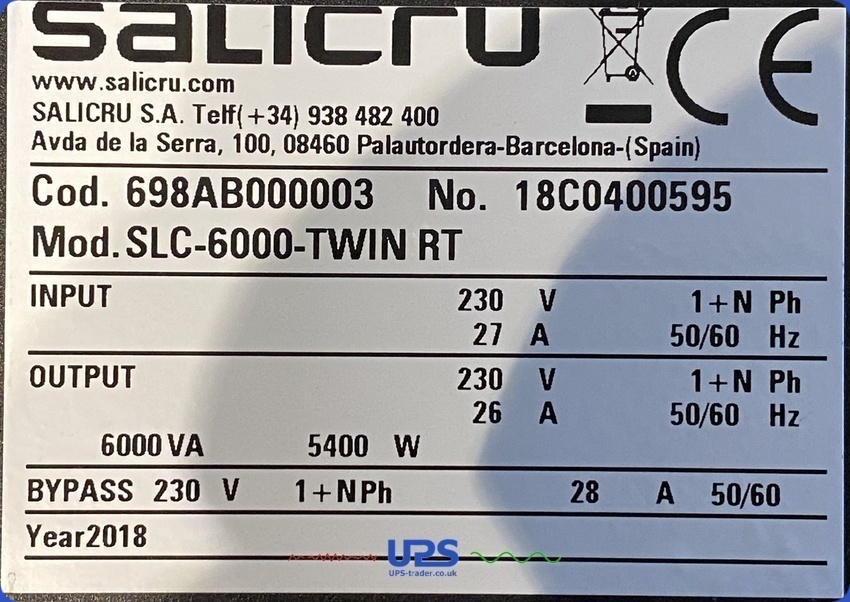 salicru
www.salicru.com
SALICRU S.A. Telf(+34) 938 482 400
Avda de la Serra, 100, 08460 Palautordera-Barcelona-(Spain)
Cod. 698AB000003 No. 18C0400595
Mod. SLC-6000-TWIN RT
INPUT 230 V 1+N Ph
27 A 50/60 Hz
OUTPUT 230 V 1+N Ph
26 A 50/60 Hz
6000 VA 5400 W
BYPASS 230 V 1+NPh 28 A 50/60
Year2018
UPS
UPS-trader.co.uk